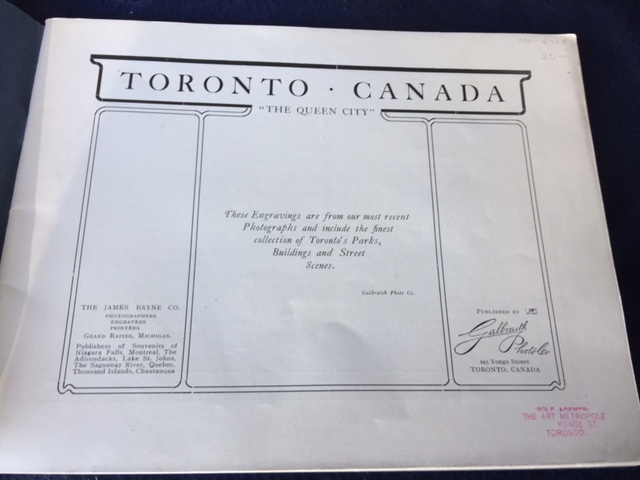 TORONTO · CANADA
"THE QUEEN CITY"
These Engravings are from our most recent
Photographs and include the finest
collection of Toronto's Parks,
Buildings and Street
Scenes.
Galbraith Photo Co.
THE JAMES BAYNE CO.
PHOTOGRAPHERS
ENGRAVERS
PRINTERS
GRAND RAPIDS, MICHIGAN.
Publishers of Souvenirs of
Niagara Falls, Montreal, The
Adirondacks, Lake St. Johns,
The Saguenay River, Quebec,
Thousand Islands, Chautauqua
PUBLISHED BY
Galbraith
Photo Co
245 Yonge Street
TORONTO, CANADA
SOLE AGENTS:
THE ART METROPOLE
YONGE ST.
TORONTO.